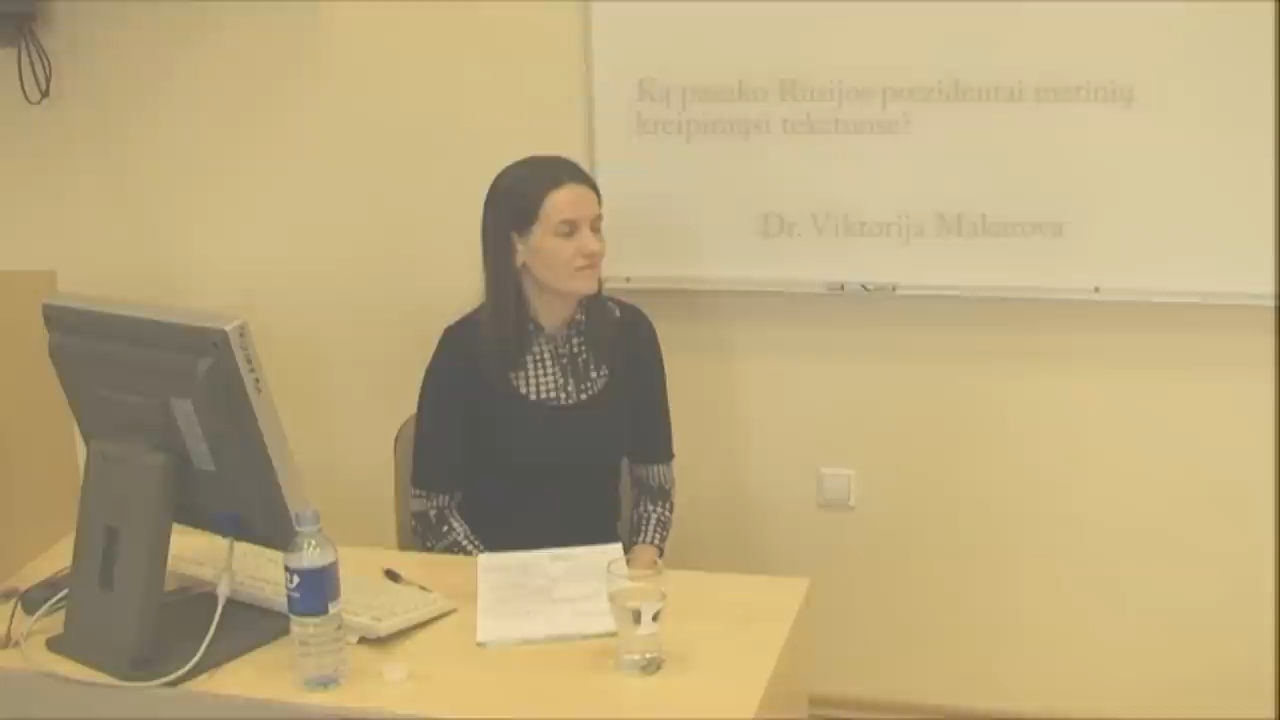 Ką pasako Rusijos prezidentai metinių
kreipimųsi tekstuose?
Dr. Viktorija Makarova